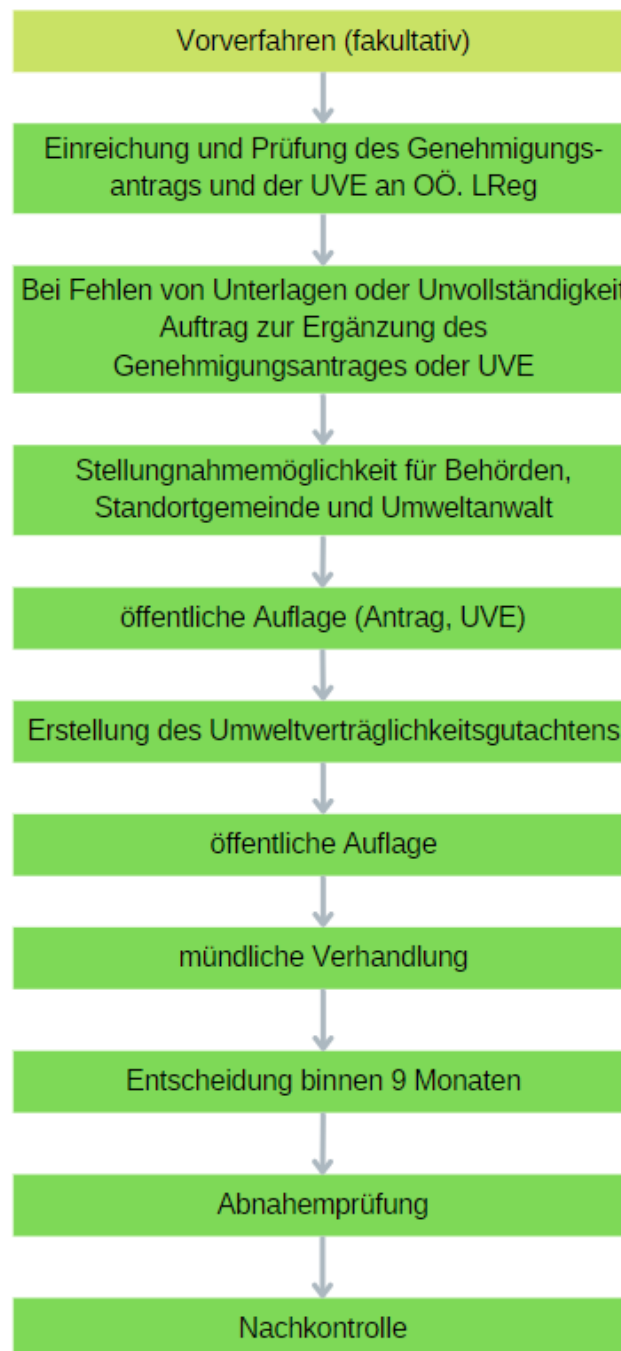 Vorverfahren (fakultativ)
Einreichung und Prüfung des Genehmigungs-
antrags und der UVE an OÖ. LReg
Bei Fehlen von Unterlagen oder Unvollständigkeit
Auftrag zur Ergänzung des
Genehmigungsantrages oder UVE
Stellungnahmemöglichkeit für Behörden,
Standortgemeinde und Umweltanwalt
öffentliche Auflage (Antrag, UVE)
Erstellung des Umweltverträglichkeitsgutachtens
öffentliche Auflage
mündliche Verhandlung
Entscheidung binnen 9 Monaten
Abnahemprüfung
Nachkontrolle